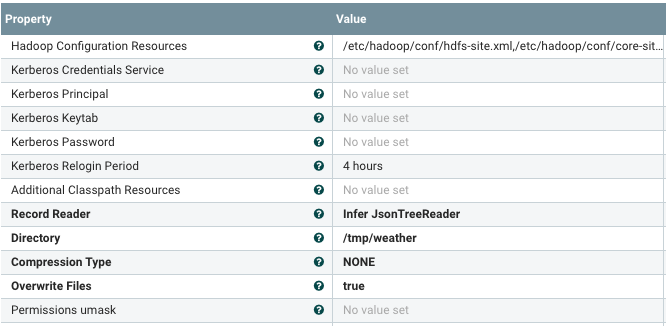 Property Value
Hadoop Configuration Resources /etc/hadoop/conf/hdfs-site.xml,/etc/hadoop/conf/core-sit...
Kerberos Credentials Service No value set
Kerberos Principal No value set
Kerberos Keytab No value set
Kerberos Password No value set
Kerberos Relogin Period 4 hours
Additional Classpath Resources No value set
Record Reader Infer JsonTreeReader
Directory /tmp/weather
Compression Type NONE
Overwrite Files true
Permissions umask No value set